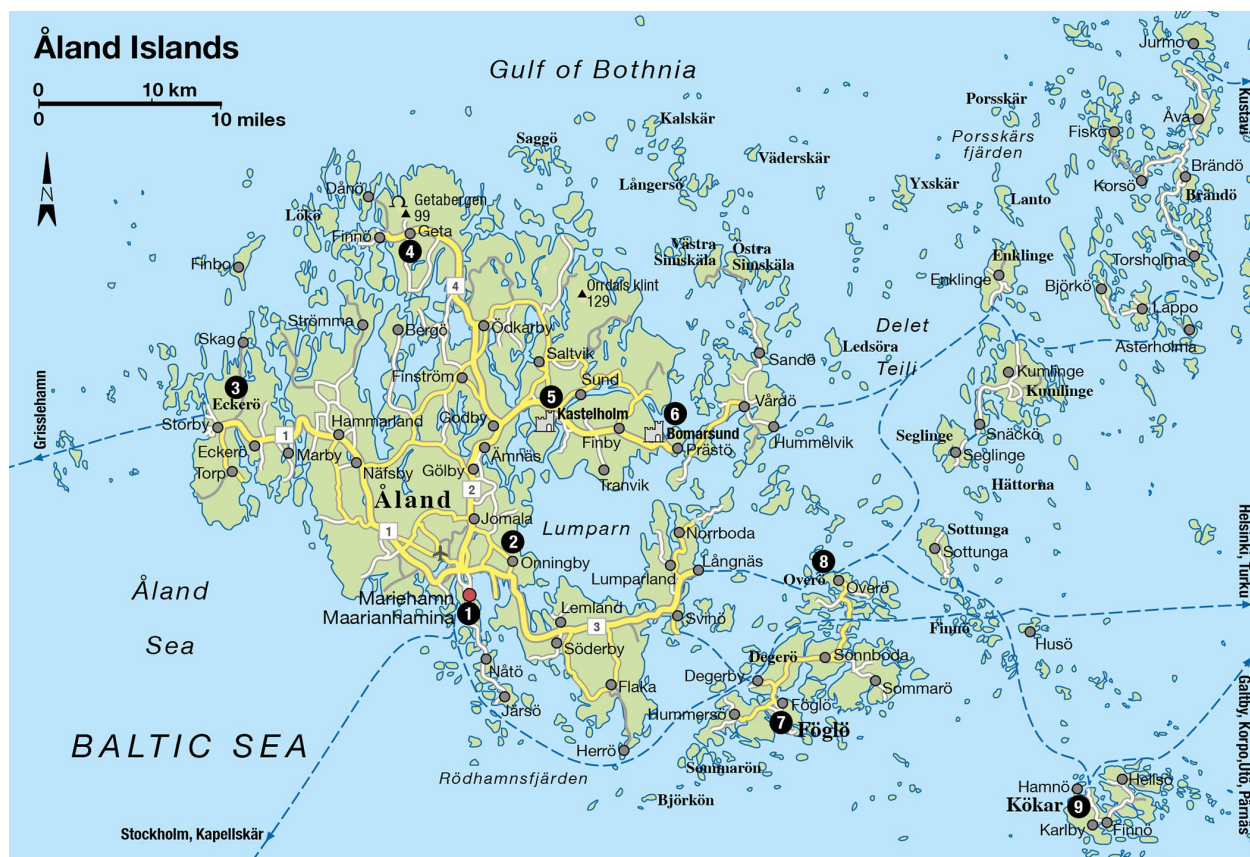 Åland Islands
0 10 km
0 10 miles
N
Gulf of Bothnia
Jurmo
Kustavi
Porsskär
Kalskär
Åva
Fiskö
Saggö
Porsskärs
fjärden
Väderskär
Brändö
Långersö
Yxskär
Korsö
Brändö
Dånö
Getabergen
99
Lanto
Lökö
Finnö
Geta
4
Västra
Simskäla
Östra
Simskäla
Enklinge
Torsholma
Finbo
Enklinge
Björkö
4
Orrdals klint
129
Lappo
Strömma
Bergö
Ödkarby
Delet
Teili
Asterholma
Skag
Ledsöra
Saltvik
Sandö
Kumlinge
Kumlinge
3
Eckerö
Finström
Sund
5
Kastelholm
6
Bomarsund
Vårdö
Grisslehamn
Storby
Hammarland
Godby
Finby
Hummelvik
Snäckö
1
Eckerö
Marby
Ämnäs
Prästö
Seglinge
Seglinge
Torp
Näfsby
Gölby
Tranvik
Hättorna
Åland
2
Jomala
Lumparn
Norrboda
Sottunga
Sottunga
1
2
Önningby
Lumparland
Långnäs
8
Överö
Överö
Helsinki, Turku
Åland
Sea
Mariehamn
Maarianhamina
1
Lemland
3
Svinö
Finnö
Husö
Söderby
Degerö
Sonnboda
Nåtö
Degerby
Sommarö
Järsö
Flaka
Hummersö
Föglö
7
Föglö
Galtby, Korpo, Utö, Pärnäs
BALTIC SEA
Herrö
Rödhamnsfjärden
Sommarön
Björkön
Hamnö
Hellsö
Kökar
9
Karlby
Finnö
Stockholm, Kapellskär